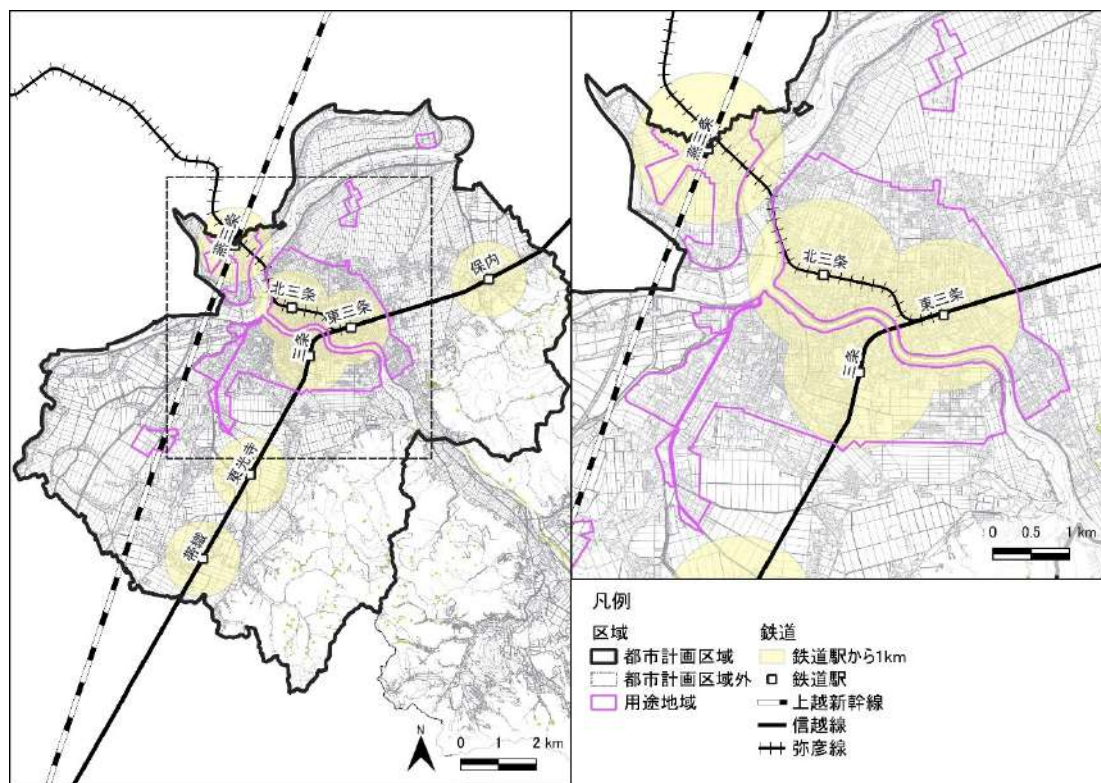 燕三条
北三条
東三条
三条
保内
東光寺
帯織
N
0 1 2 km
燕三条
北三条
東三条
三条
0 0.5 1 km
凡例
区域
都市計画区域
都市計画区域外
用途地域
鉄道
鉄道駅から1km
鉄道駅
上越新幹線
信越線
弥彦線